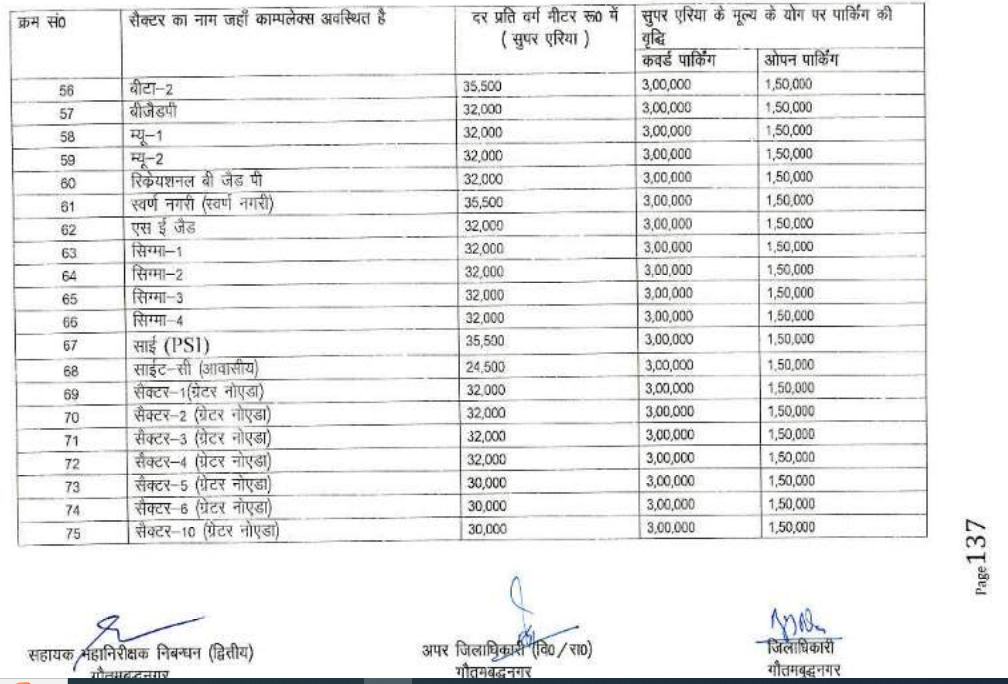 क्रम सं0 सैक्टर का नाम जहाँ काम्पलेक्स अवस्थित है दर प्रति वर्ग मीटर रू0 में सुपर एरिया के मूल्य के योग पर पार्किंग की
( सुपर एरिया ) वृद्धि
कवर्ड पार्किंग ओपन पार्किंग
56 बीटा–2 35,500 3,00,000 1,50,000
57 बीजैडपी 32,000 3,00,000 1,50,000
58 म्यू–1 32,000 3,00,000 1,50,000
59 म्यू–2 32,000 3,00,000 1,50,000
60 रिक्रेयशनल बी जैड पी 32,000 3,00,000 1,50,000
61 स्वर्ण नगरी (स्वर्ण नगरी) 35,500 3,00,000 1,50,000
62 एस ई जैड 32,000 3,00,000 1,50,000
63 सिग्मा–1 32,000 3,00,000 1,50,000
64 सिग्मा–2 32,000 3,00,000 1,50,000
65 सिग्मा–3 32,000 3,00,000 1,50,000
66 सिग्मा–4 32,000 3,00,000 1,50,000
67 साई (PSI) 35,500 3,00,000 1,50,000
68 साईट–सी (आवासीय) 24,500 3,00,000 1,50,000
69 सैक्टर–1(ग्रेटर नोएडा) 32,000 3,00,000 1,50,000
70 सैक्टर–2 (ग्रेटर नोएडा) 32,000 3,00,000 1,50,000
71 सैक्टर–3 (ग्रेटर नोएडा) 32,000 3,00,000 1,50,000
72 सैक्टर–4 (ग्रेटर नोएडा) 32,000 3,00,000 1,50,000
73 सैक्टर–5 (ग्रेटर नोएडा) 30,000 3,00,000 1,50,000
74 सैक्टर–6 (ग्रेटर नोएडा) 30,000 3,00,000 1,50,000
75 सैक्टर–10 (ग्रेटर नोएडा) 30,000 3,00,000 1,50,000
Page 137
सहायक महानिरीक्षक निबन्धन (द्वितीय) अपर जिलाधिकारी (वि0/रा0) जिलाधिकारी
गौतमबुद्धनगर गौतमबुद्धनगर गौतमबुद्धनगर